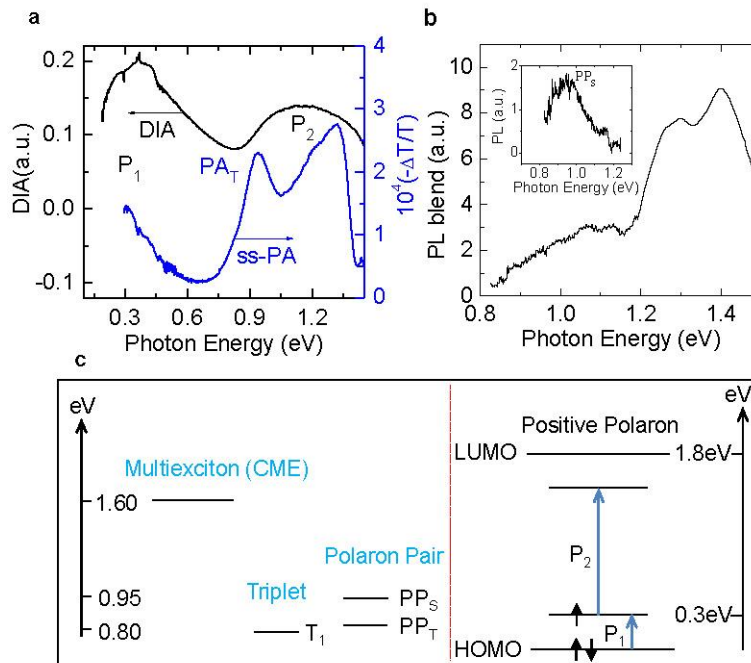 a
DIA(a.u.)
0.2
0.1
0.0
-0.1
DIA
P1
PAT
P2
ss-PA
4
3
2
1
0
10⁴(-ΔT/T)
0.3 0.6 0.9 1.2
Photon Energy (eV)
b
PL blend (a.u.)
10
8
6
4
2
0
PL (a.u.)
2
1
0
PPS
0.8 1.0 1.2
Photon Energy (eV)
0.8 1.0 1.2 1.4
Photon Energy (eV)
c
eV
Multiexciton (CME)
1.60
Polaron Pair
Triplet
0.95
PPS
0.80
T1
PPT
eV
Positive Polaron
LUMO
1.8eV
P2
0.3eV
P1
HOMO